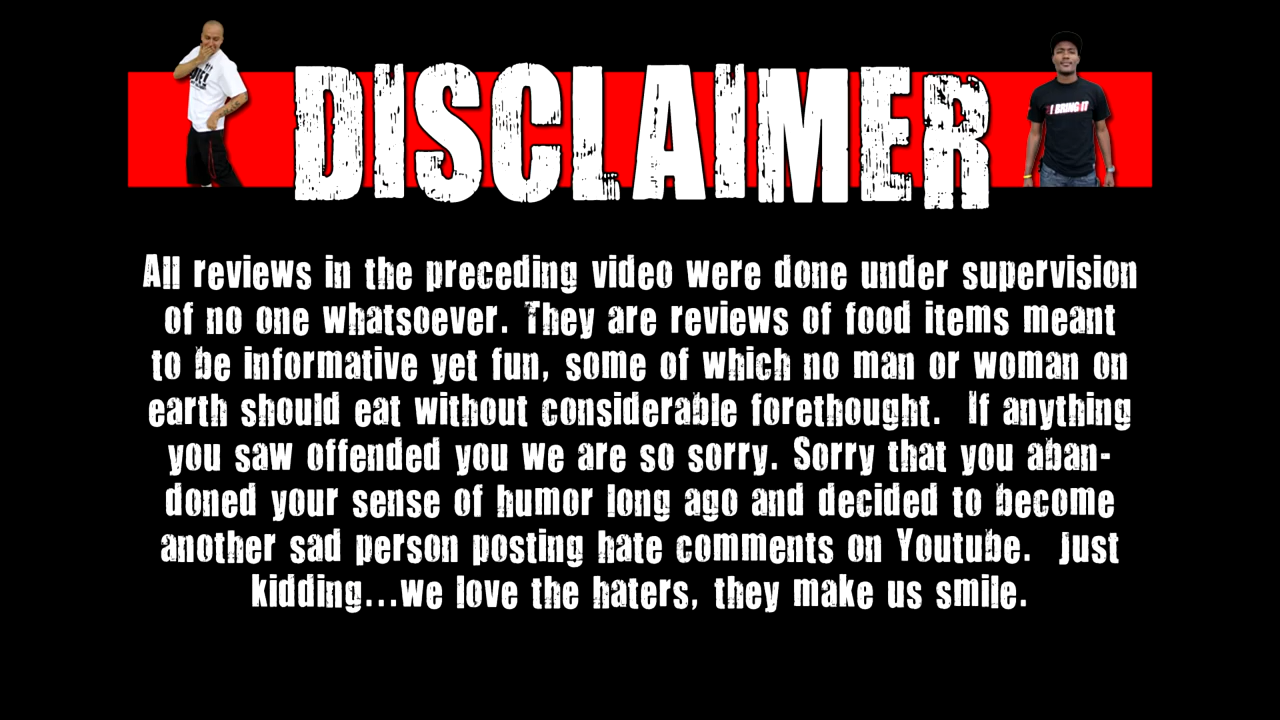 DISCLAIMER
I BRING IT
All reviews in the preceding video were done under supervision
of no one whatsoever. They are reviews of food items meant
to be informative yet fun, some of which no man or woman on
earth should eat without considerable forethought. If anything
you saw offended you we are so sorry. Sorry that you aban-
doned your sense of humor long ago and decided to become
another sad person posting hate comments on Youtube. Just
kidding...we love the haters, they make us smile.